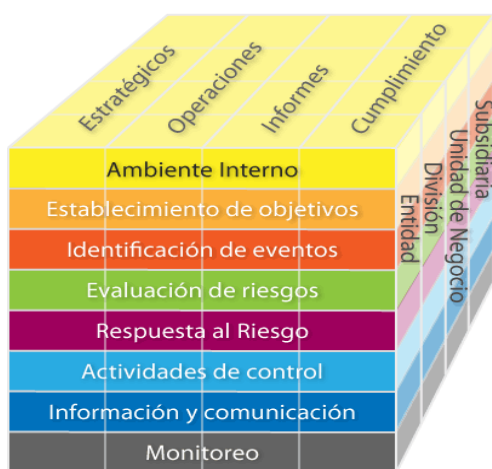 Estratégicos
Operaciones
Informes
Cumplimiento
Ambiente Interno
Establecimiento de objetivos
Identificación de eventos
Evaluación de riesgos
Respuesta al Riesgo
Actividades de control
Información y comunicación
Monitoreo
Entidad
División
Unidad de Negocio
Subsidiaria